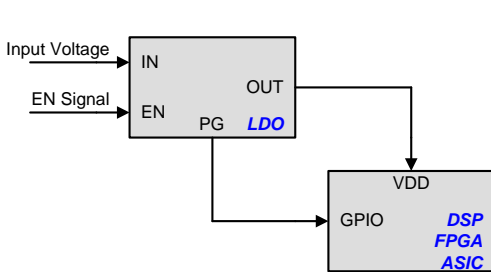 Input Voltage
IN
OUT
EN Signal
EN
PG
LDO
VDD
GPIO
DSP
FPGA
ASIC